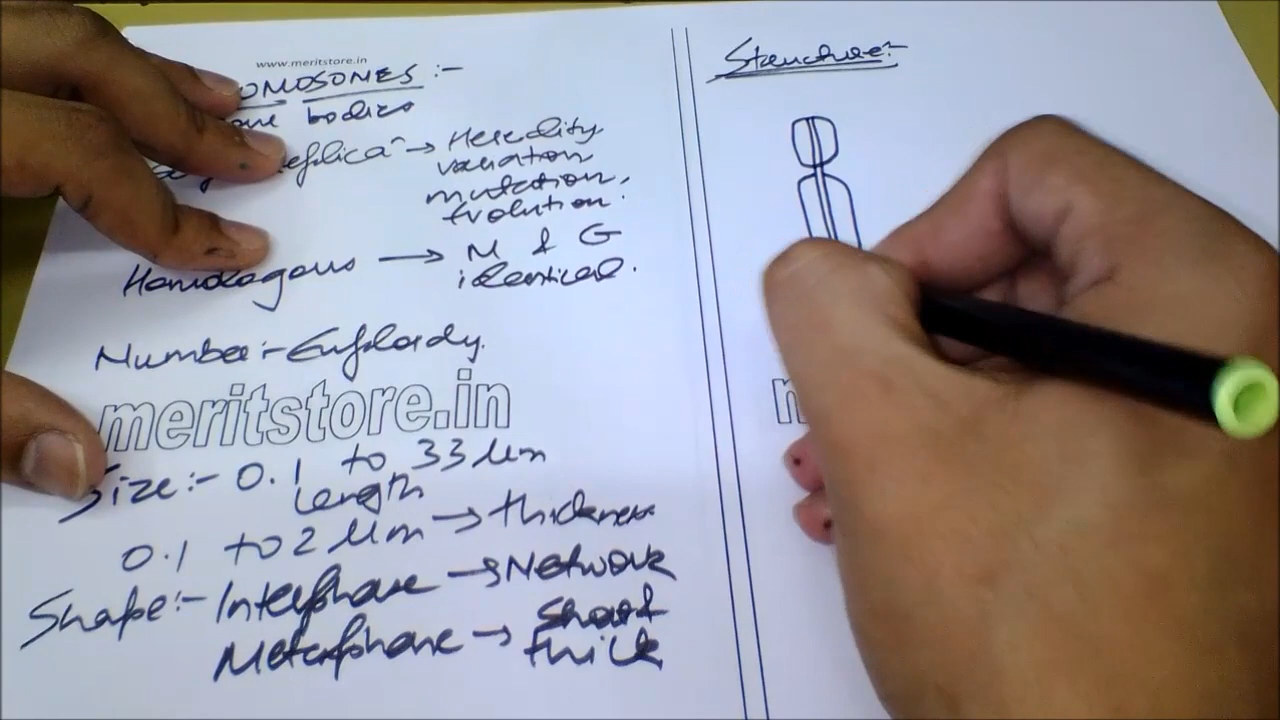 www.meritstore.in
OMOSOMES :-
bodies
eplica^n → Heredity
variation
mutation,
Evolution.
Homologous → M & G
identical.
Number:- Euploidy.
meritstore.in
Size:- 0.1 to 33 μm
length
0.1 to 2 μm → thickness
Shape:- Interphase → Network
Metaphase → Short
thick
Structure:-